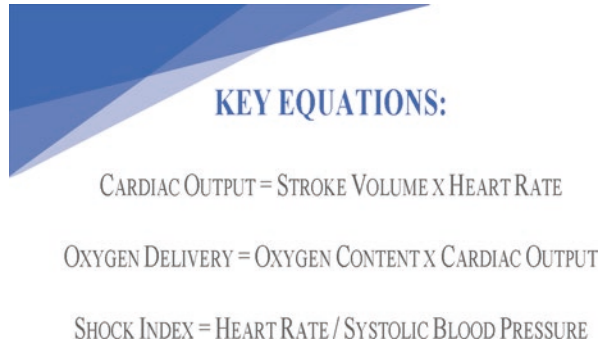 KEY EQUATIONS:
CARDIAC OUTPUT = STROKE VOLUME X HEART RATE
OXYGEN DELIVERY = OXYGEN CONTENT X CARDIAC OUTPUT
SHOCK INDEX = HEART RATE / SYSTOLIC BLOOD PRESSURE